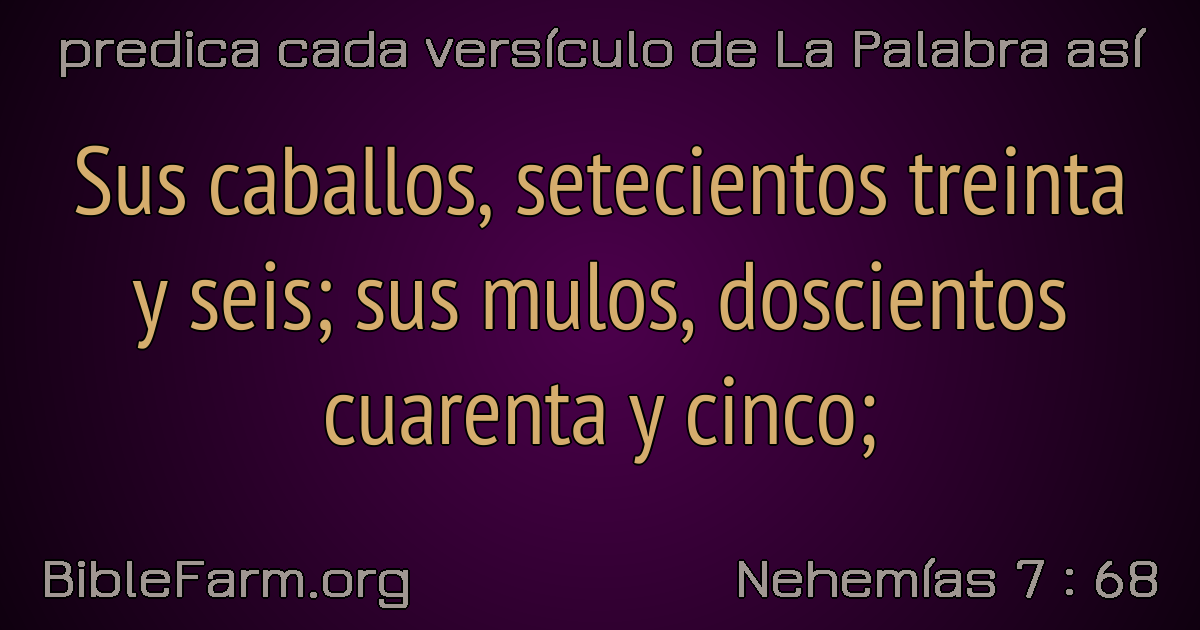 predica cada versículo de La Palabra así
Sus caballos, setecientos treinta
y seis; sus mulos, doscientos
cuarenta y cinco;
BibleFarm.org
Nehemías 7 : 68